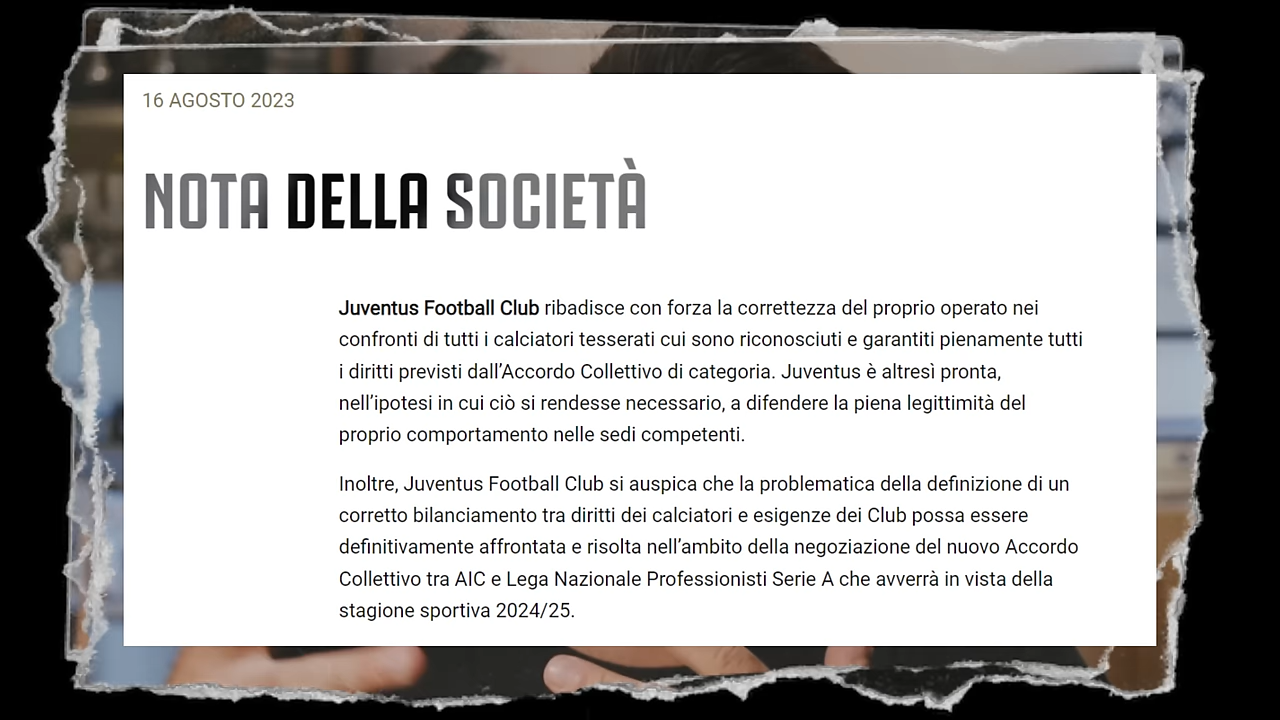 16 AGOSTO 2023
NOTA DELLA SOCIETÀ
Juventus Football Club ribadisce con forza la correttezza del proprio operato nei
confronti di tutti i calciatori tesserati cui sono riconosciuti e garantiti pienamente tutti
i diritti previsti dall’Accordo Collettivo di categoria. Juventus è altresì pronta,
nell’ipotesi in cui ciò si rendesse necessario, a difendere la piena legittimità del
proprio comportamento nelle sedi competenti.
Inoltre, Juventus Football Club si auspica che la problematica della definizione di un
corretto bilanciamento tra diritti dei calciatori e esigenze dei Club possa essere
definitivamente affrontata e risolta nell’ambito della negoziazione del nuovo Accordo
Collettivo tra AIC e Lega Nazionale Professionisti Serie A che avverrà in vista della
stagione sportiva 2024/25.